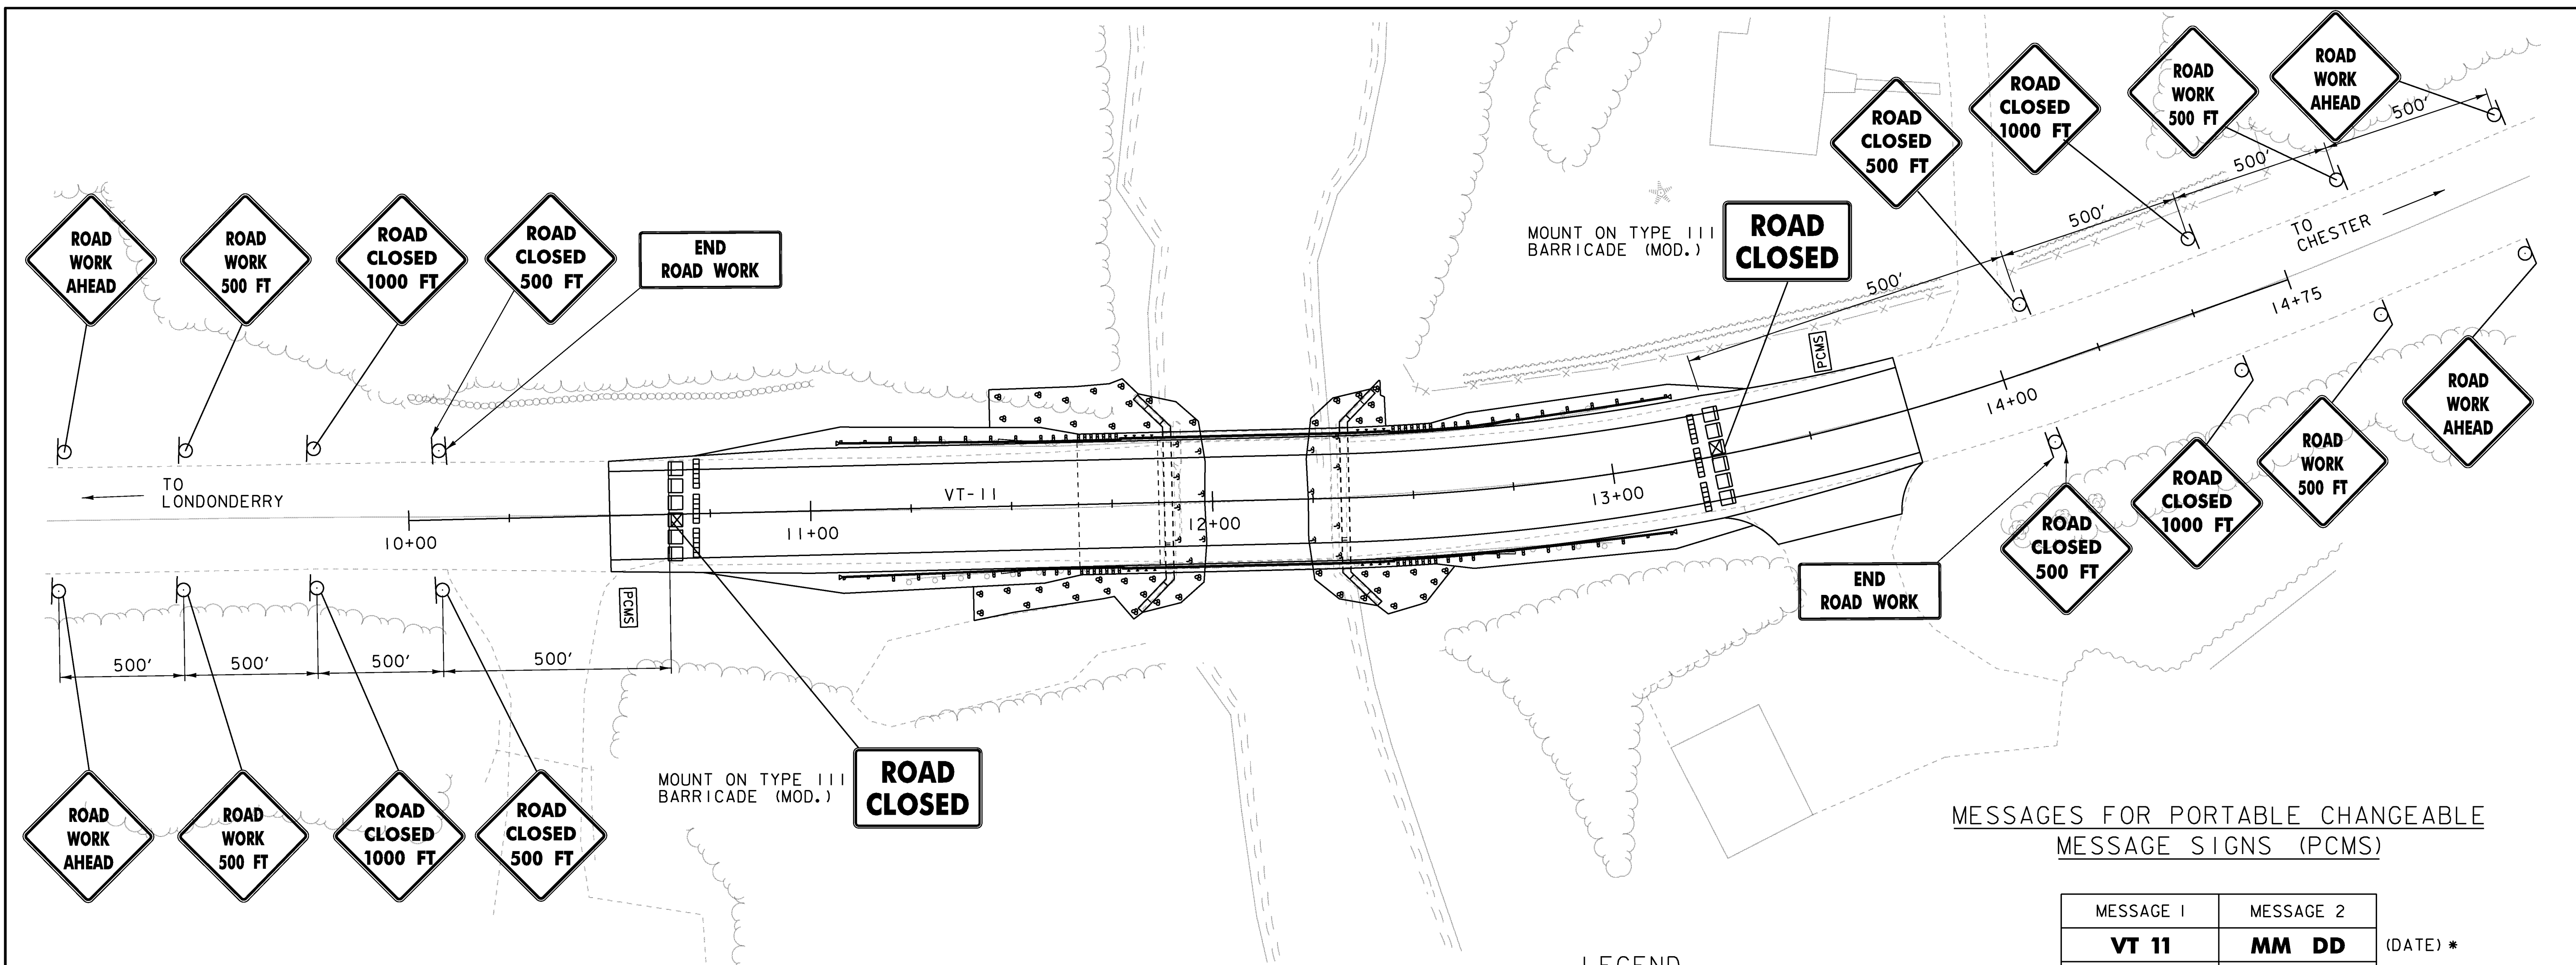 ROAD
WORK
AHEAD
ROAD
WORK
500 FT
ROAD
CLOSED
1000 FT
ROAD
CLOSED
500 FT
END
ROAD WORK
MOUNT ON TYPE III
BARRICADE (MOD.)
ROAD
CLOSED
ROAD
CLOSED
500 FT
ROAD
CLOSED
1000 FT
ROAD
WORK
500 FT
ROAD
WORK
AHEAD
500'
500'
500'
500'
TO
CHESTER
14+75
14+00
13+00
12+00
11+00
10+00
VT-11
TO
LONDONDERRY
PCMS
PCMS
500'
500'
500'
500'
ROAD
WORK
AHEAD
ROAD
WORK
500 FT
ROAD
CLOSED
1000 FT
ROAD
CLOSED
500 FT
MOUNT ON TYPE III
BARRICADE (MOD.)
ROAD
CLOSED
END
ROAD WORK
ROAD
CLOSED
500 FT
ROAD
CLOSED
1000 FT
ROAD
WORK
500 FT
ROAD
WORK
AHEAD
MESSAGES FOR PORTABLE CHANGEABLE
MESSAGE SIGNS (PCMS)
MESSAGE 1 MESSAGE 2
VT 11 MM DD (DATE) *
LEGEND